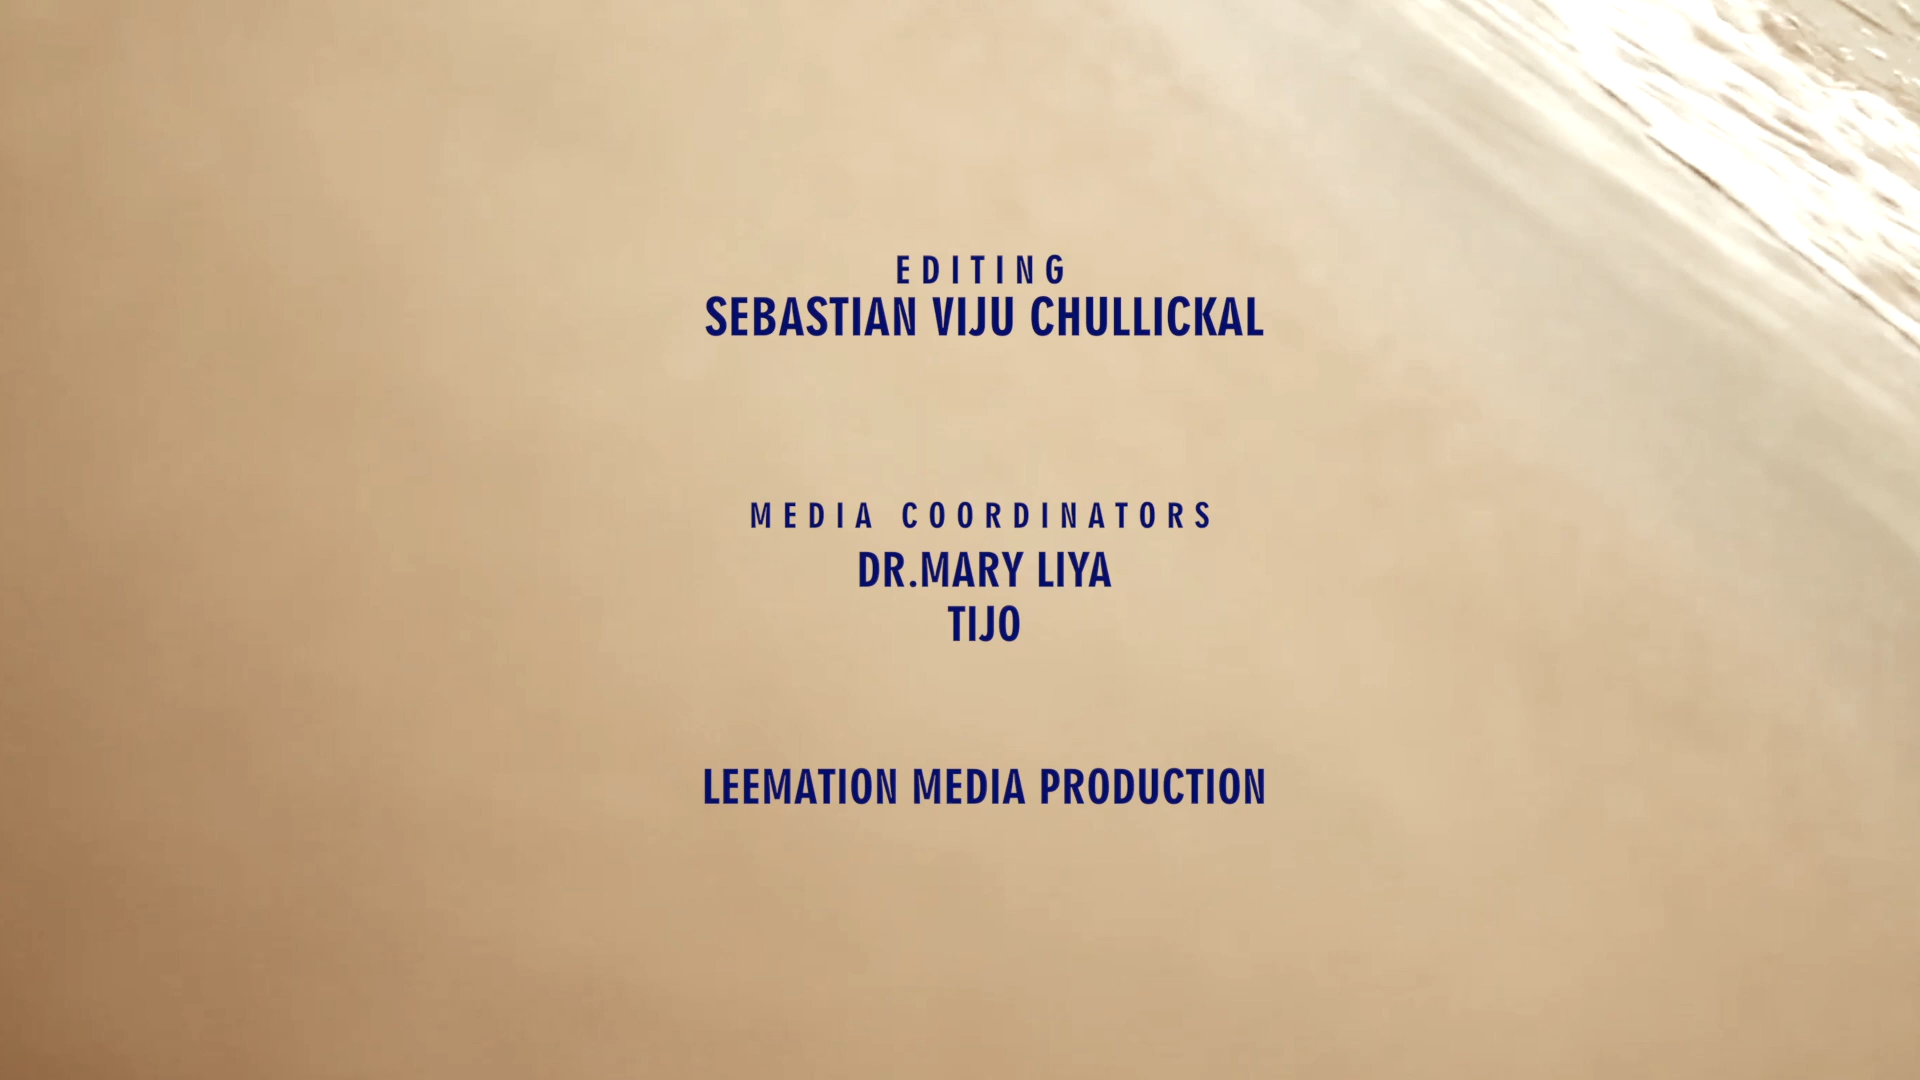 EDITING
SEBASTIAN VIJU CHULLICKAL
MEDIA COORDINATORS
DR.MARY LIYA
TIJO
LEEMATION MEDIA PRODUCTION